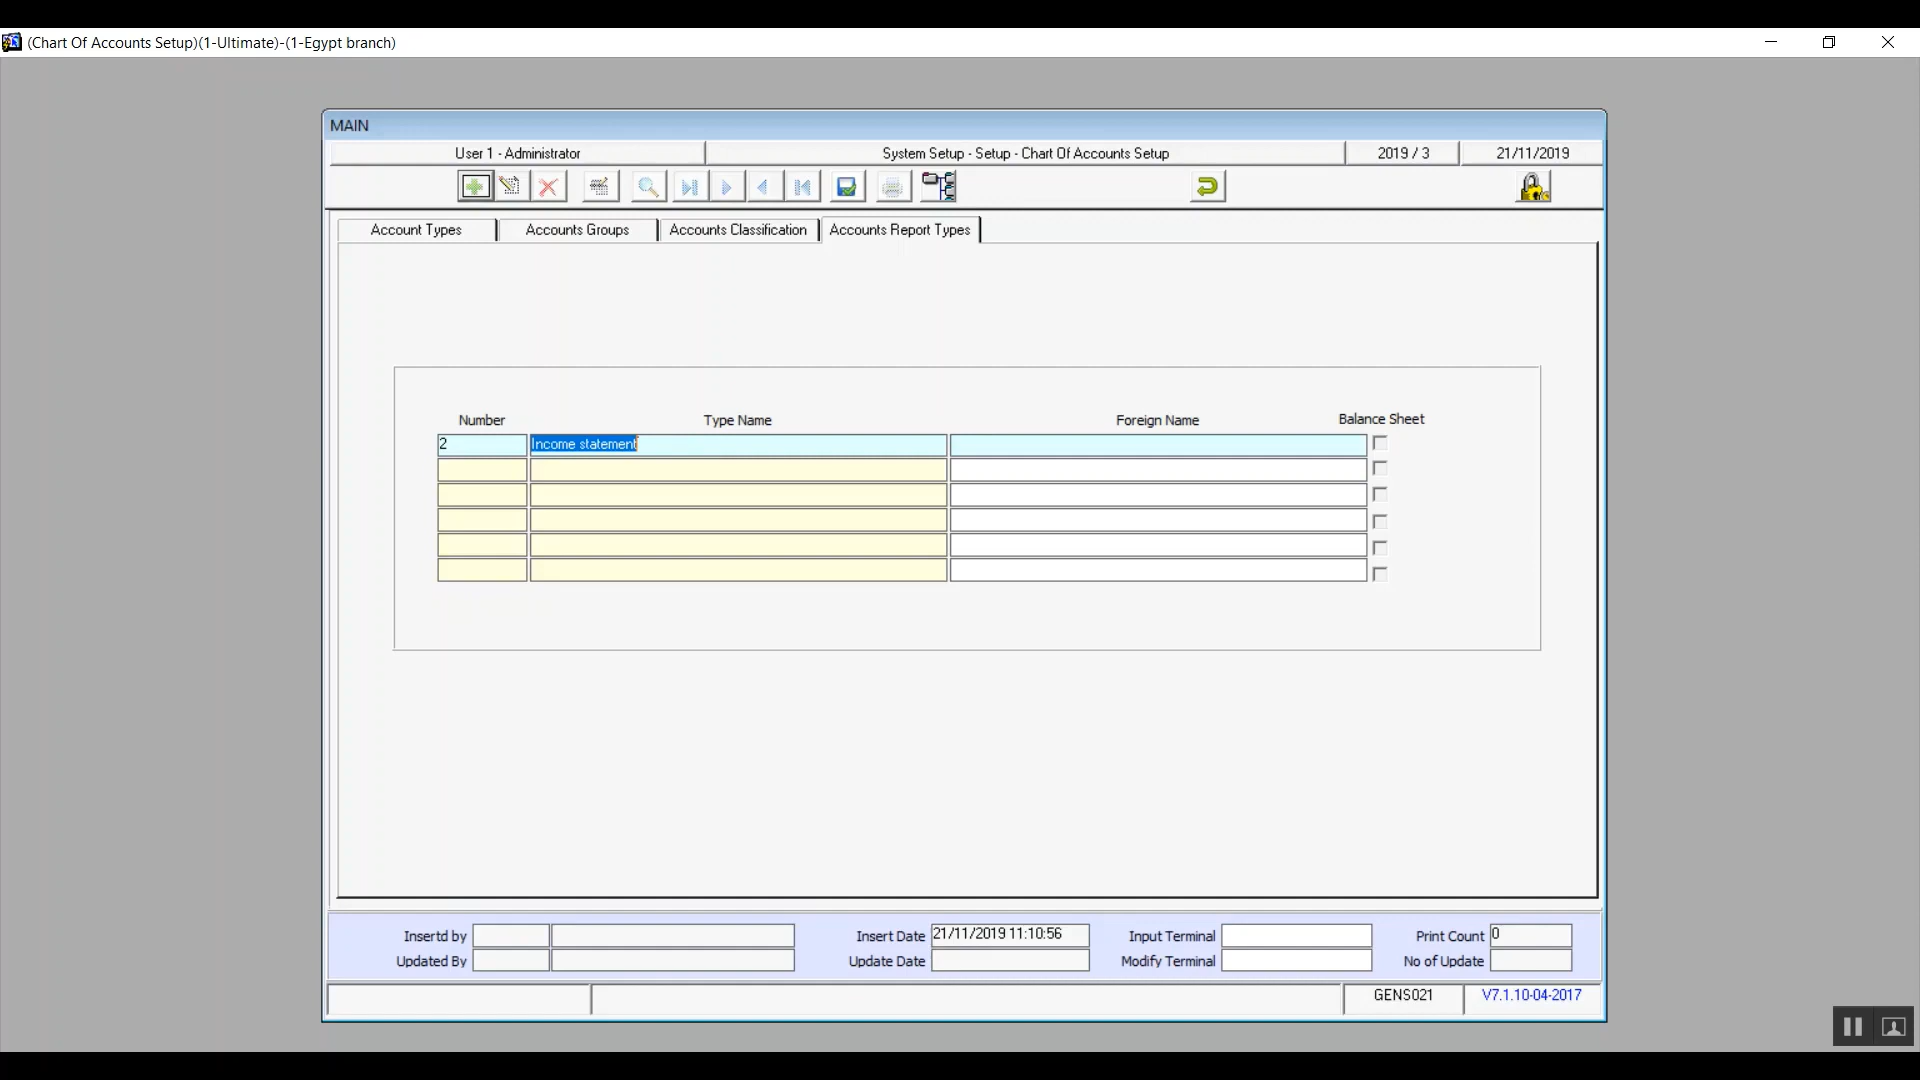 (Chart Of Accounts Setup)(1-Ultimate)-(1-Egypt branch)
MAIN
User 1 - Administrator System Setup - Setup - Chart Of Accounts Setup 2019 / 3 21/11/2019
Account Types Accounts Groups Accounts Classification Accounts Report Types
Number Type Name Foreign Name Balance Sheet
2 Income statement
Insertd by Insert Date 21/11/2019 11:10:56 Input Terminal Print Count 0
Updated By Update Date Modify Terminal No of Update
GENS021 V7.1.10-04-2017